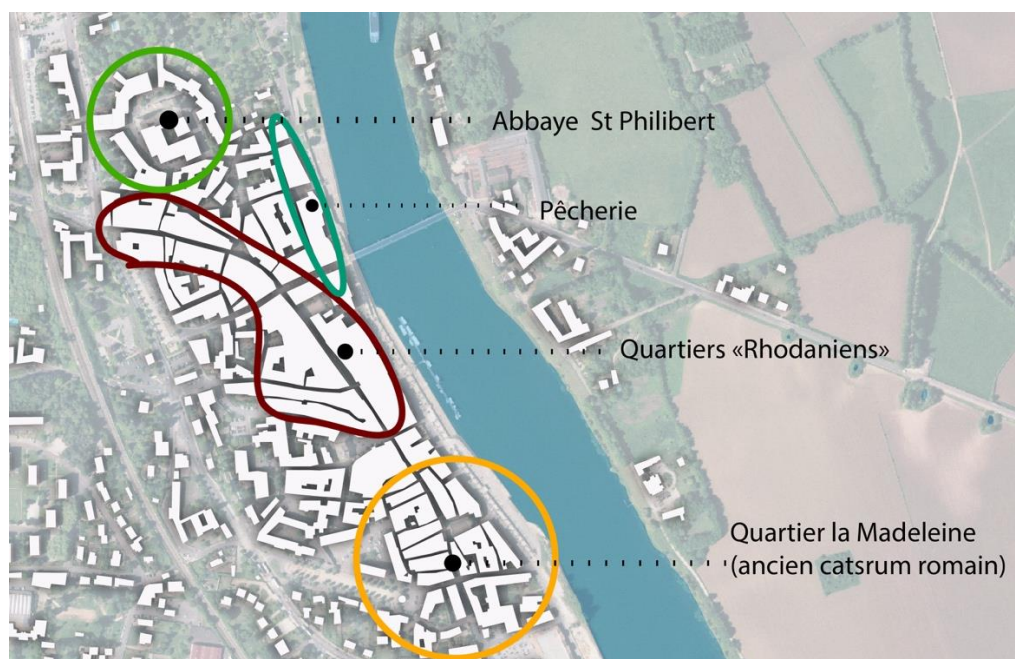 Abbaye St Philibert
Pêcherie
Quartiers «Rhodaniens»
Quartier la Madeleine
(ancien catsrum romain)